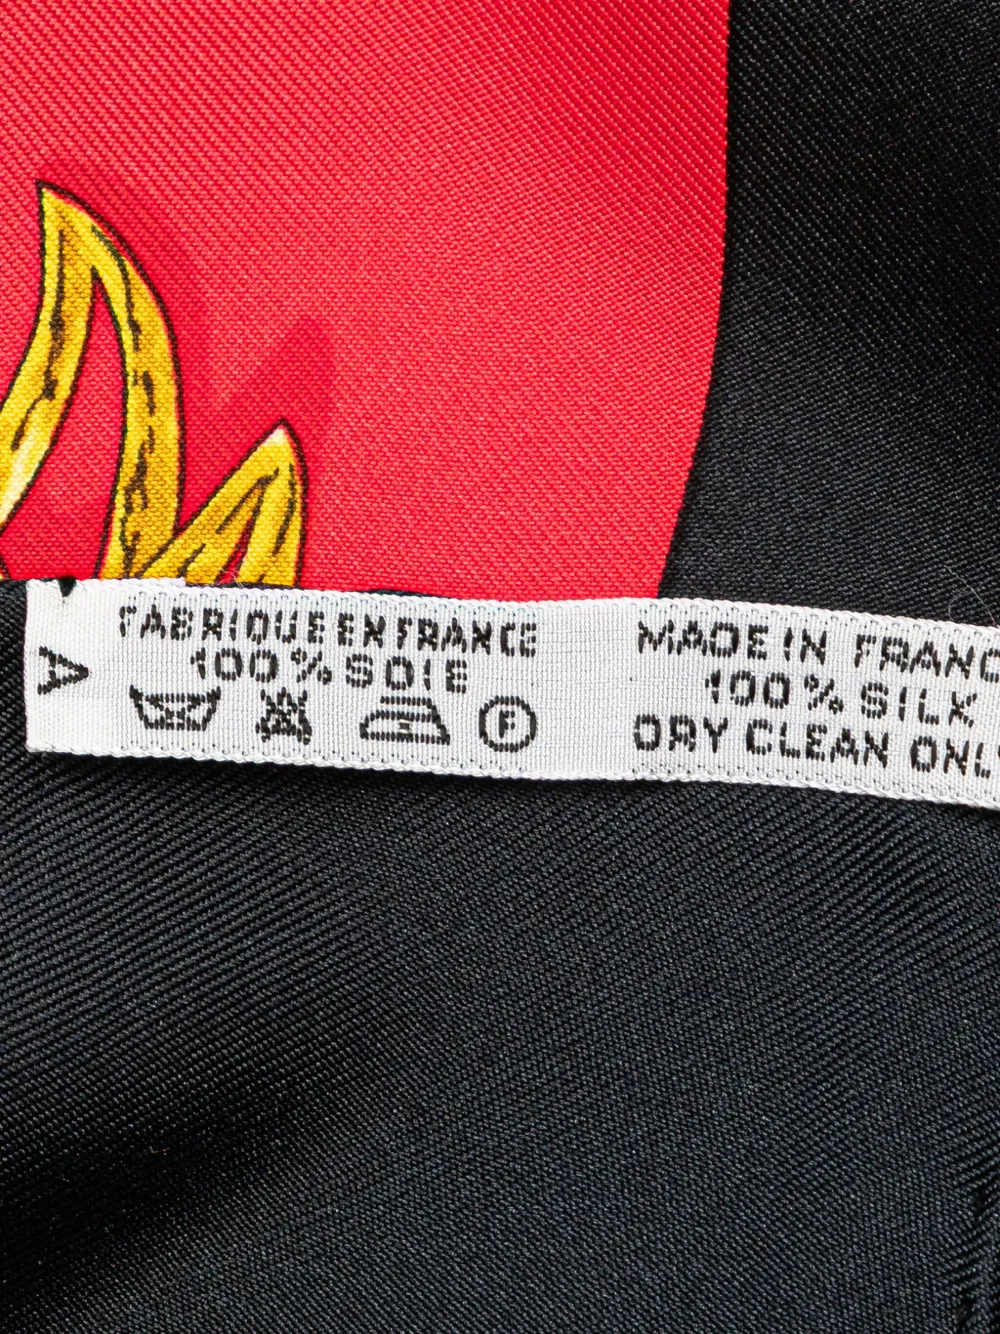 A
FABRIQUE EN FRANCE
100% SOIE
F
MADE IN FRANC
100% SILK
DRY CLEAN ONL